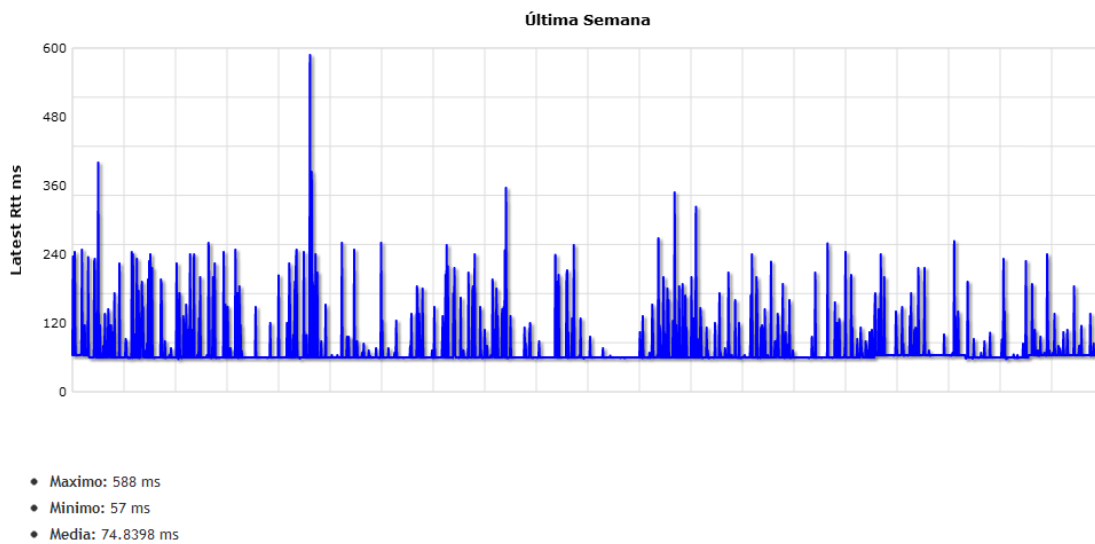 Última Semana
600
480
360
240
120
0
Latest Rtt ms
Maximo: 588 ms
Minimo: 57 ms
Media: 74.8398 ms